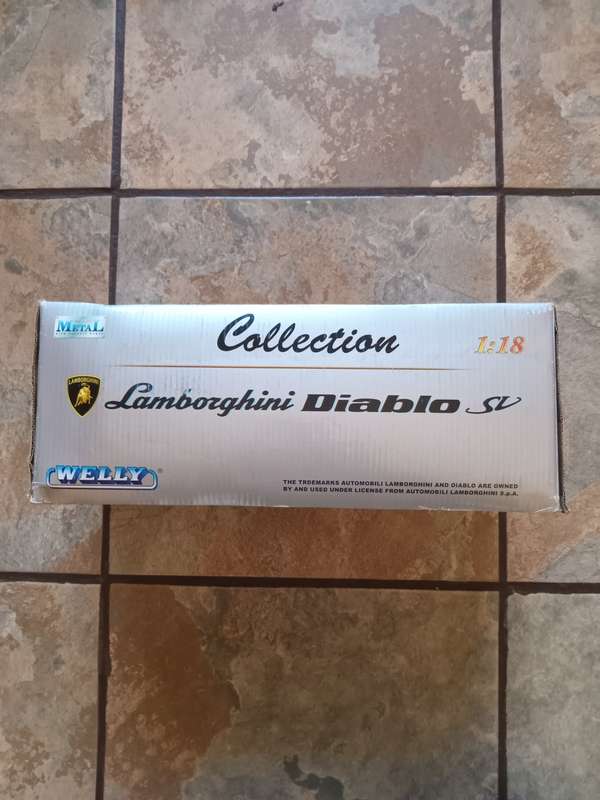 METAL
Collection
1:18
LAMBORGHINI
Lamborghini Diablo SV
WELLY
THE TRDEMARKS AUTOMOBILI LAMBORGHINI AND DIABLO ARE OWNED
BY AND USED UNDER LICENSE FROM AUTOMOBILI LAMBORGHINI S.p.A.